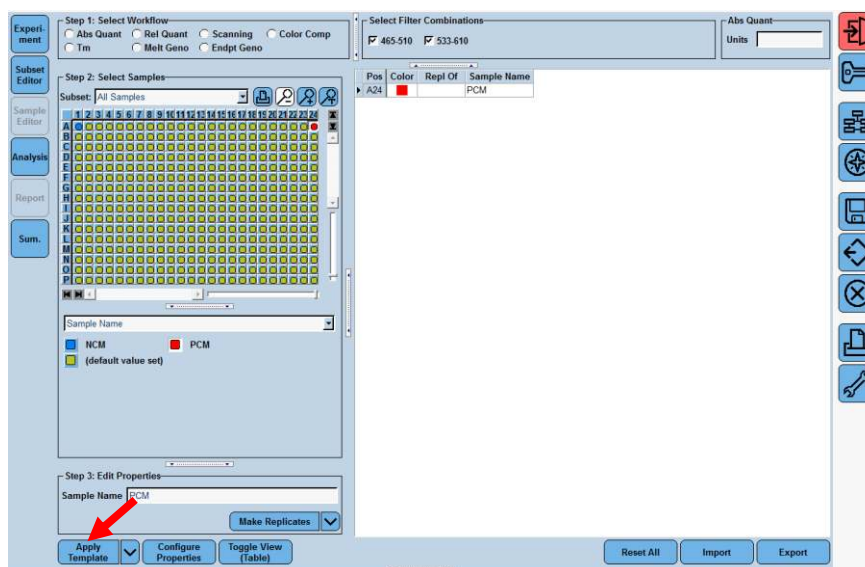 Experi-
ment
Subset
Editor
Sample
Editor
Analysis
Report
Sum.
Step 1: Select Workflow
Abs Quant Rel Quant Scanning Color Comp
Tm Melt Geno Endpt Geno
Select Filter Combinations
465-510 533-610
Abs Quant
Units
Step 2: Select Samples
Subset: All Samples
1 2 3 4 5 6 7 8 9 10 11 12 13 14 15 16 17 18 19 20 21 22 23 24
A
B
C
D
E
F
G
H
I
J
K
L
M
N
O
P
Sample Name
NCM PCM
(default value set)
Pos Color Repl Of Sample Name
A24 PCM
Step 3: Edit Properties
Sample Name PCM
Make Replicates
Apply
Template
Configure
Properties
Toggle View
(Table)
Reset All Import Export